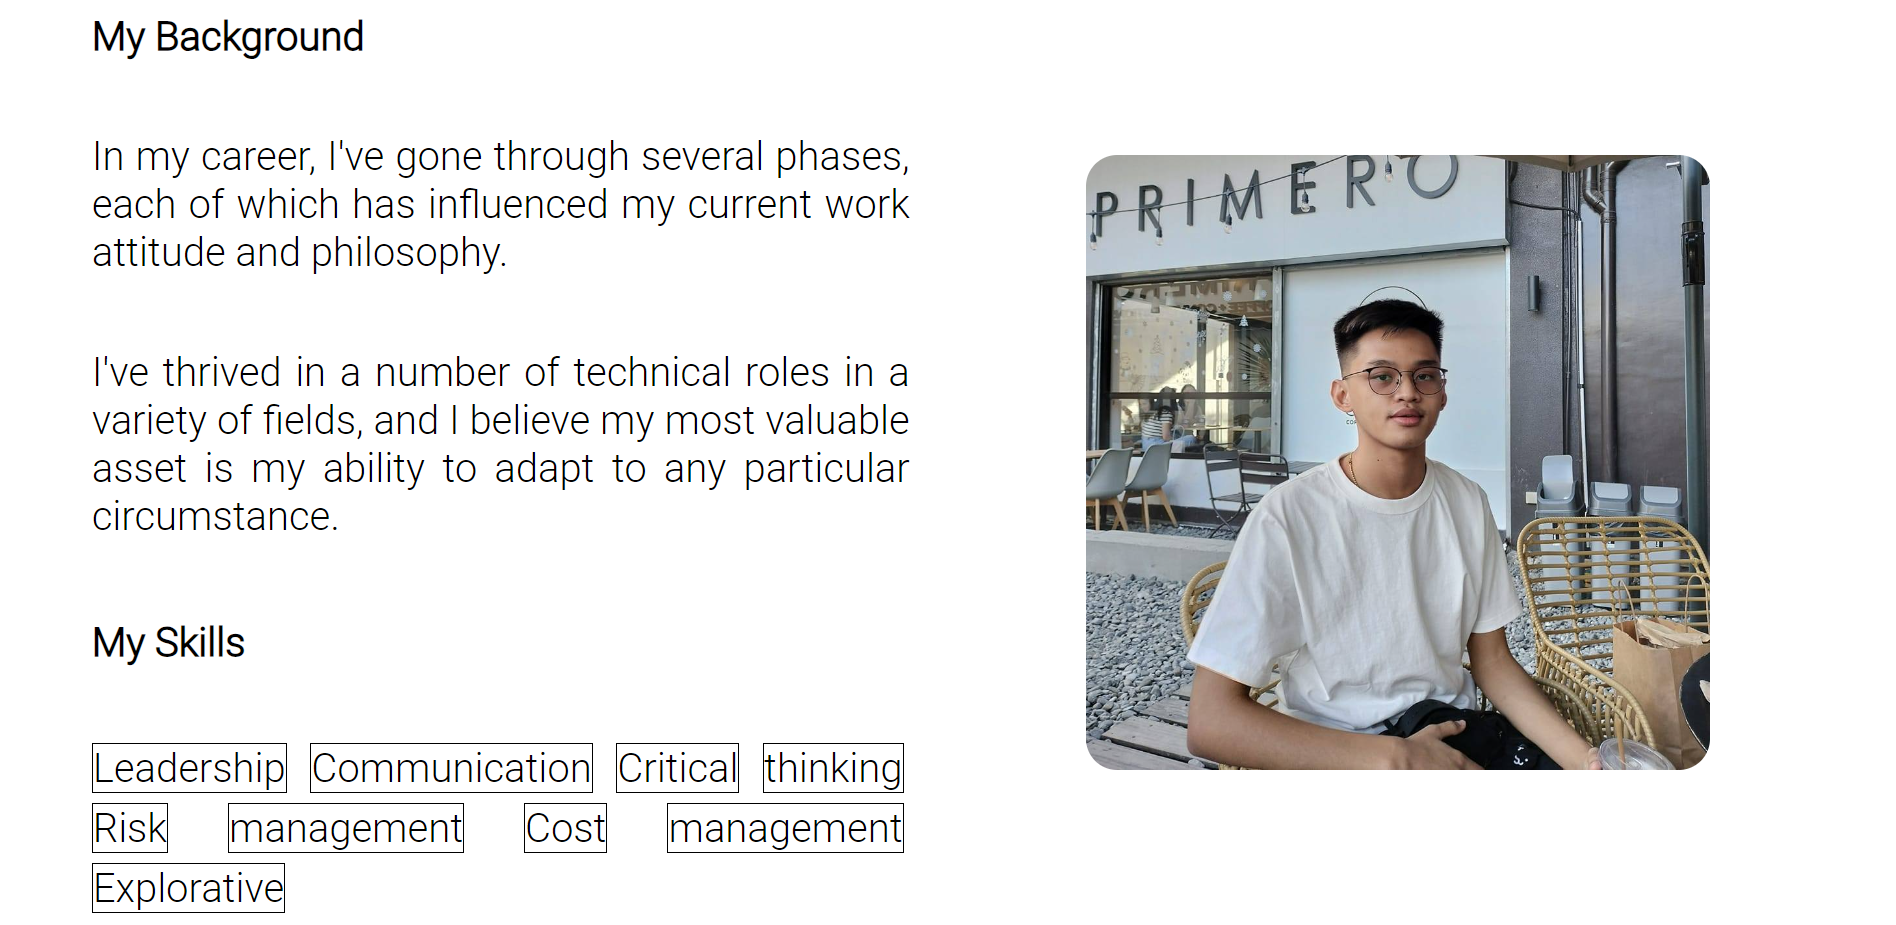 My Background
In my career, I've gone through several phases,
each of which has influenced my current work
attitude and philosophy.
I've thrived in a number of technical roles in a
variety of fields, and I believe my most valuable
asset is my ability to adapt to any particular
circumstance.
My Skills
Leadership Communication Critical thinking
Risk management Cost management
Explorative
PRIMERO